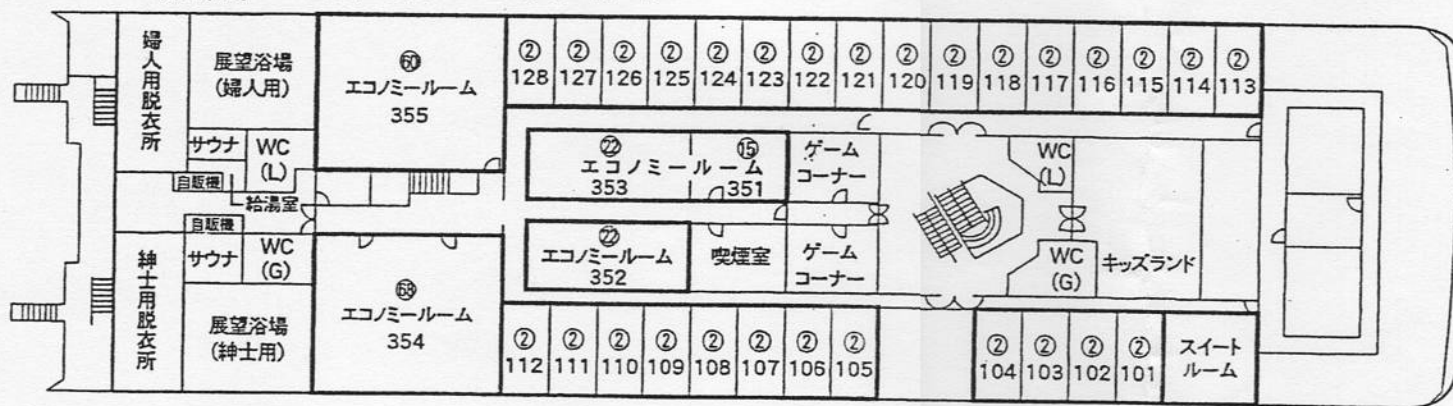 婦人用脱衣所
展望浴場
(婦人用)
サウナ
WC
(L)
自販機
給湯室
60
エコノミールーム
355
② ② ② ② ② ② ② ② ② ② ② ② ② ② ② ②
128 127 126 125 124 123 122 121 120 119 118 117 116 115 114 113
22 15
エコノミールーム
353 351
ゲーム
コーナー
WC
(L)
自販機
紳士用脱衣所
サウナ
WC
(G)
展望浴場
(紳士用)
68
エコノミールーム
354
22
エコノミールーム
352
喫煙室
ゲーム
コーナー
WC
(G)
キッズランド
② ② ② ② ② ② ② ②
112 111 110 109 108 107 106 105
② ② ② ②
104 103 102 101
スイート
ルーム